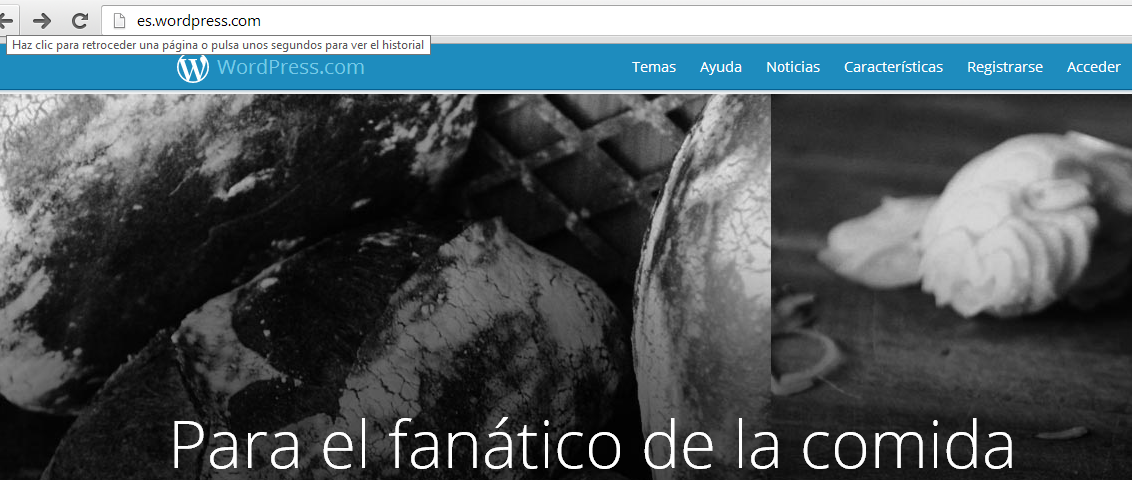 es.wordpress.com
Haz clic para retroceder una página o pulsa unos segundos para ver el historial
WordPress.com Temas Ayuda Noticias Características Registrarse Acceder
Para el fanático de la comida